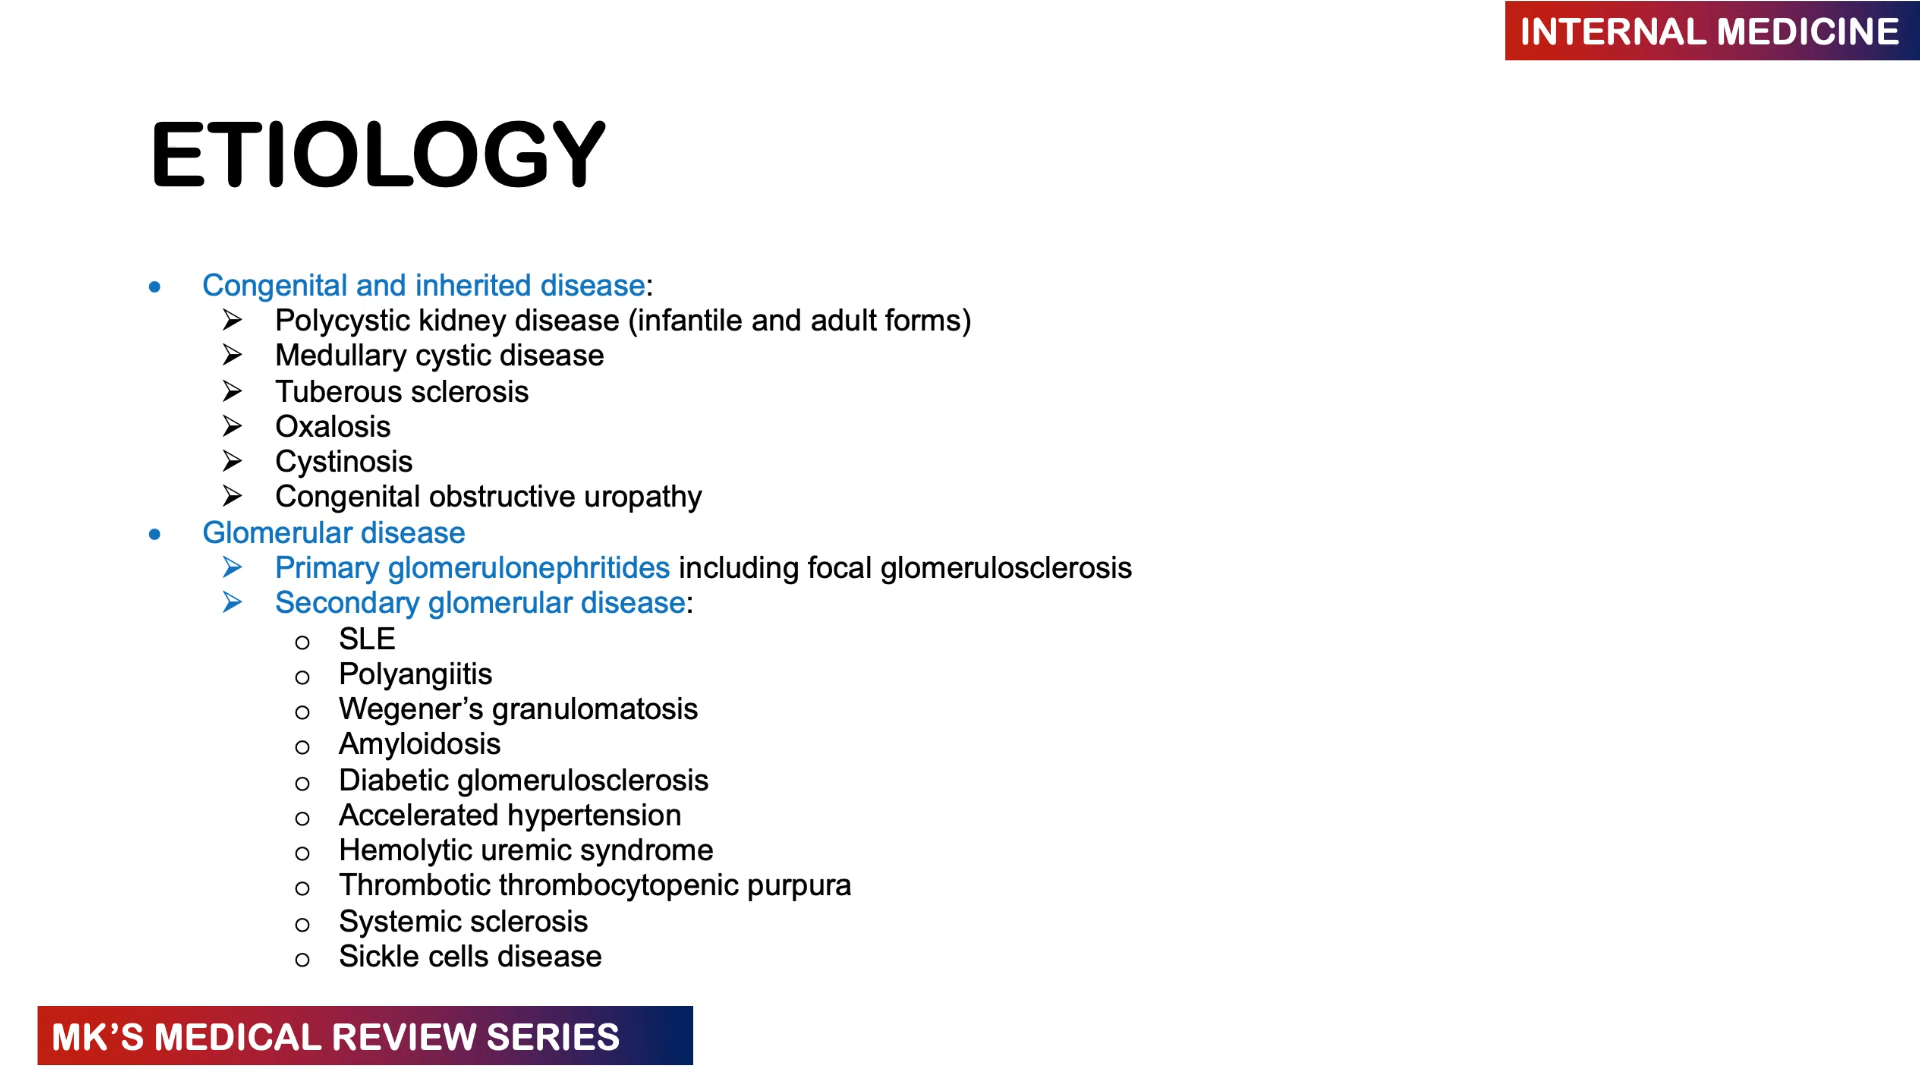 INTERNAL MEDICINE
ETIOLOGY
• Congenital and inherited disease:
➢ Polycystic kidney disease (infantile and adult forms)
➢ Medullary cystic disease
➢ Tuberous sclerosis
➢ Oxalosis
➢ Cystinosis
➢ Congenital obstructive uropathy
• Glomerular disease
➢ Primary glomerulonephritides including focal glomerulosclerosis
➢ Secondary glomerular disease:
o SLE
o Polyangiitis
o Wegener’s granulomatosis
o Amyloidosis
o Diabetic glomerulosclerosis
o Accelerated hypertension
o Hemolytic uremic syndrome
o Thrombotic thrombocytopenic purpura
o Systemic sclerosis
o Sickle cells disease
MK’S MEDICAL REVIEW SERIES